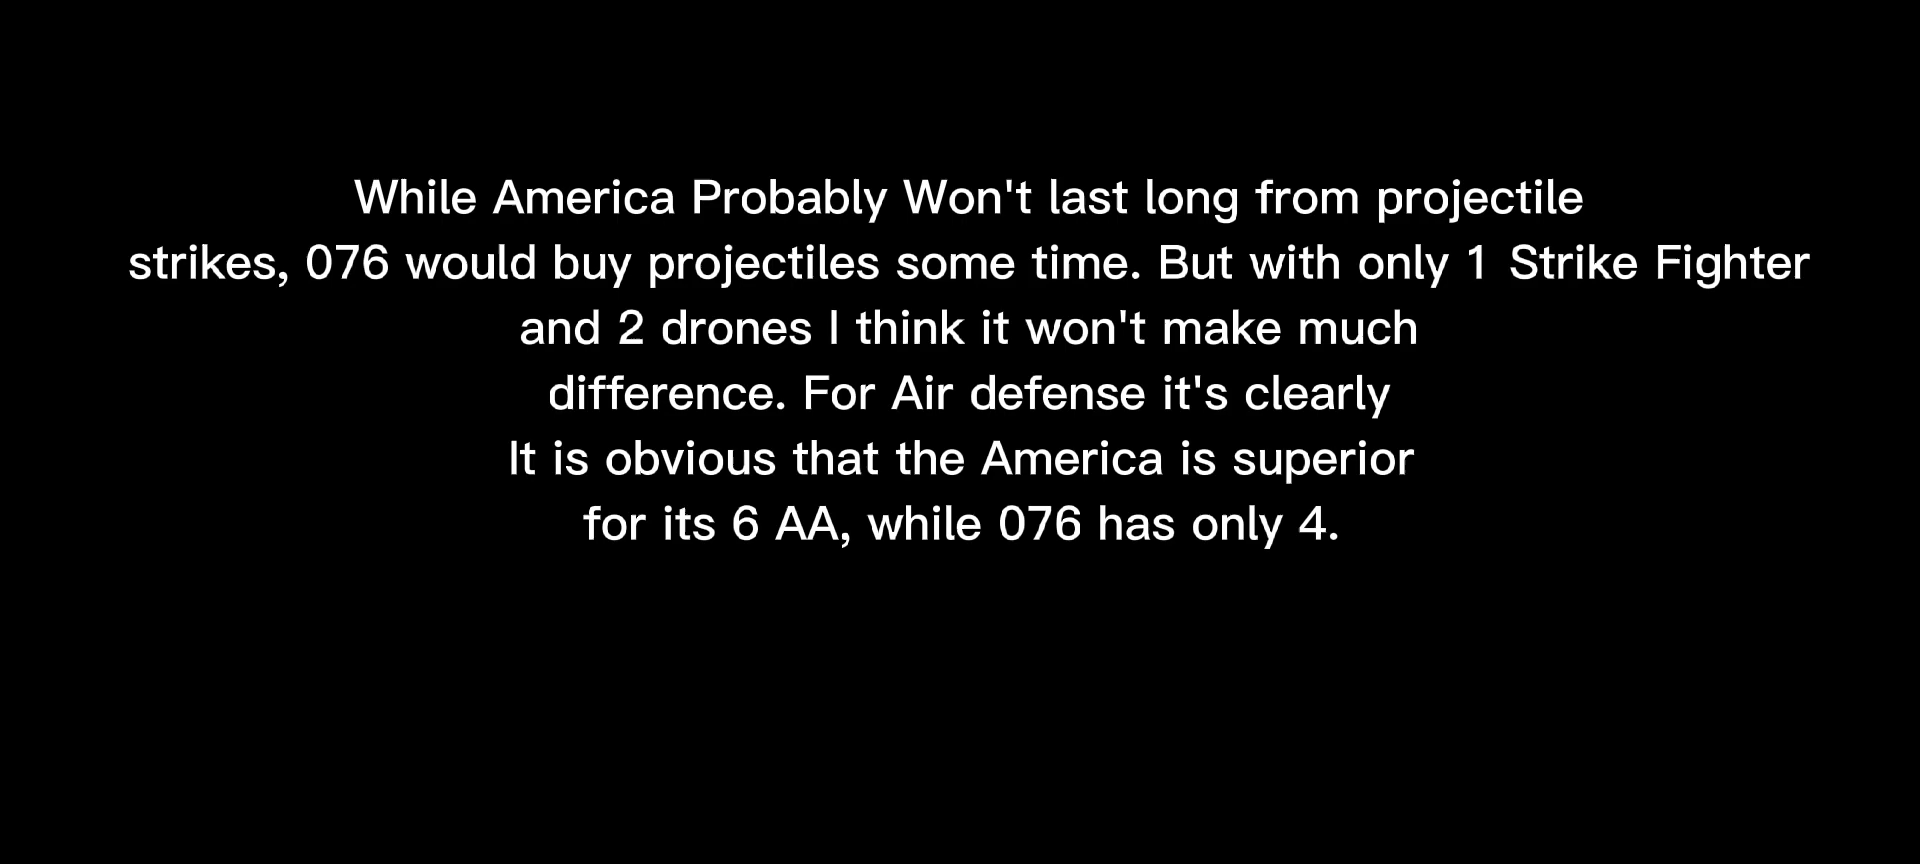 While America Probably Won't last long from projectile
strikes, 076 would buy projectiles some time. But with only 1 Strike Fighter
and 2 drones I think it won't make much
difference. For Air defense it's clearly
It is obvious that the America is superior
for its 6 AA, while 076 has only 4.